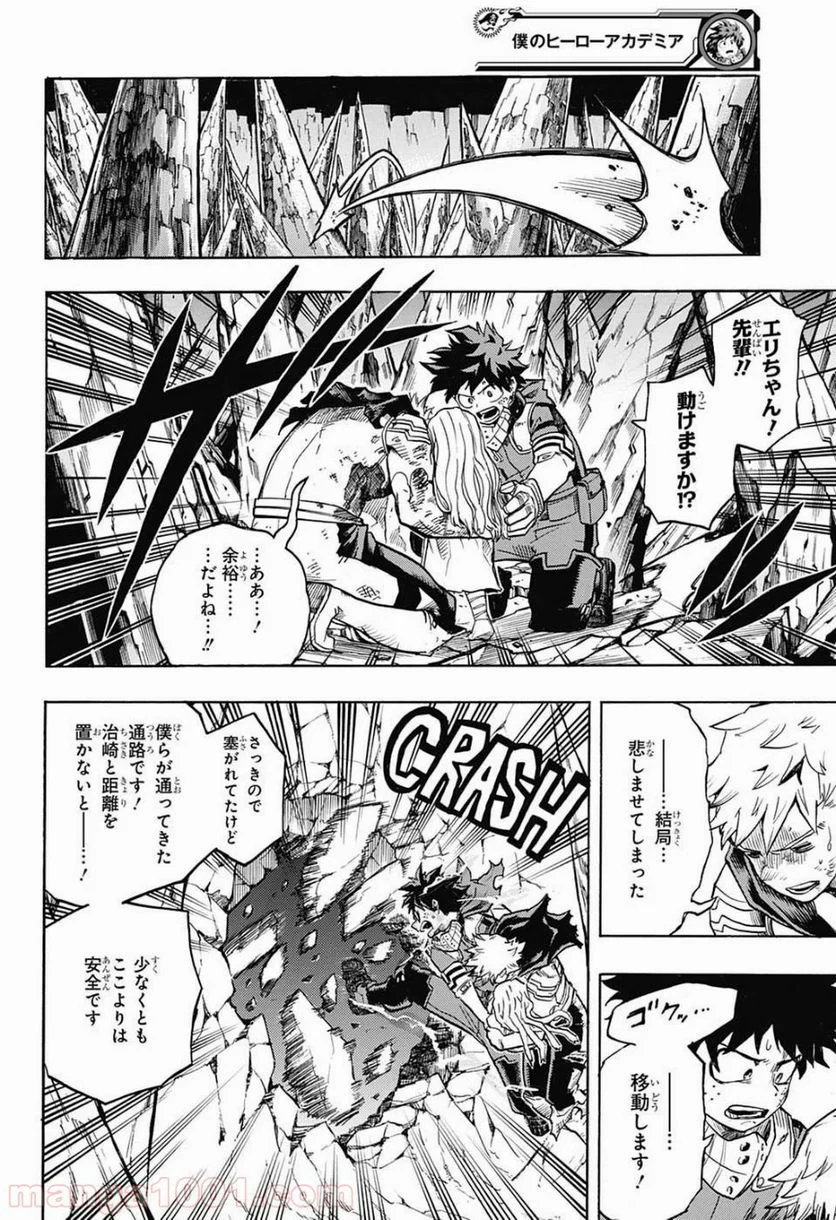 僕のヒーローアカデミア
エリちゃん!
先輩!!
動けますか!?
…ああ…!
…余裕……
…だよね…!!
———…結局…
悲しませてしまった
ゴグッ…
———
移動します!
CRASH
さっきので
塞がれてたけど
僕らが通ってきた
通路です!
治崎と距離を
置かないと——…!
少なくとも
ここよりは
安全です
manga1001.com